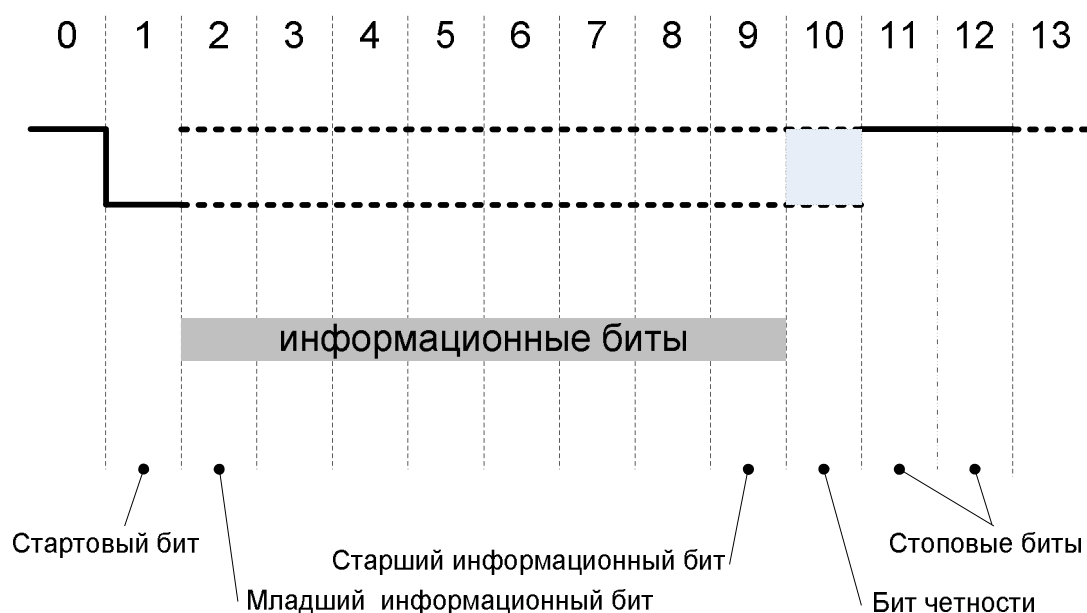 0 1 2 3 4 5 6 7 8 9 10 11 12 13
информационные биты
Стартовый бит
Стоповые биты
Старший информационный бит
Младший информационный бит
Бит четности